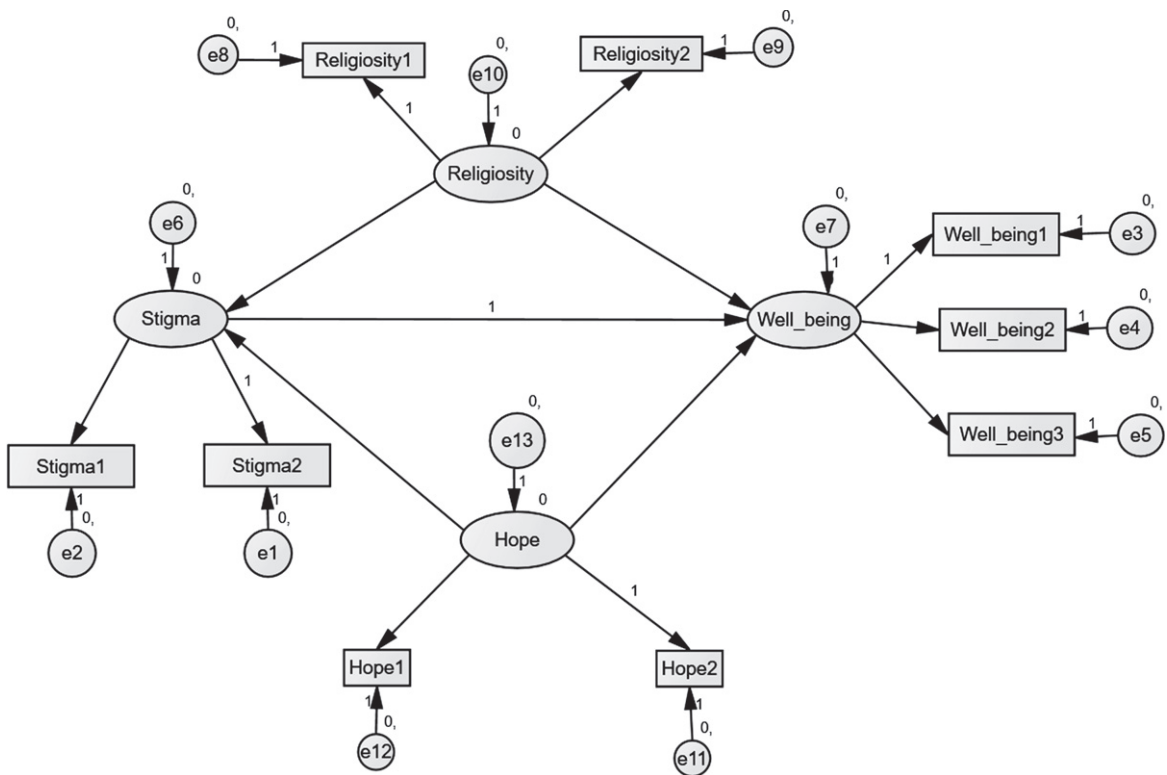 0,
e8
1
Religiosity1
0,
e10
1
0
Religiosity2
1
0,
e9
1
Religiosity
0,
e6
1
0
Stigma
1
0,
e7
1
Well_being
1
Well_being1
1
0,
e3
Well_being2
1
0,
e4
Well_being3
1
0,
e5
1
Stigma1
1
0,
e2
Stigma2
1
0,
e1
0,
e13
1
0
Hope
1
Hope1
1
0,
e12
Hope2
1
0,
e11